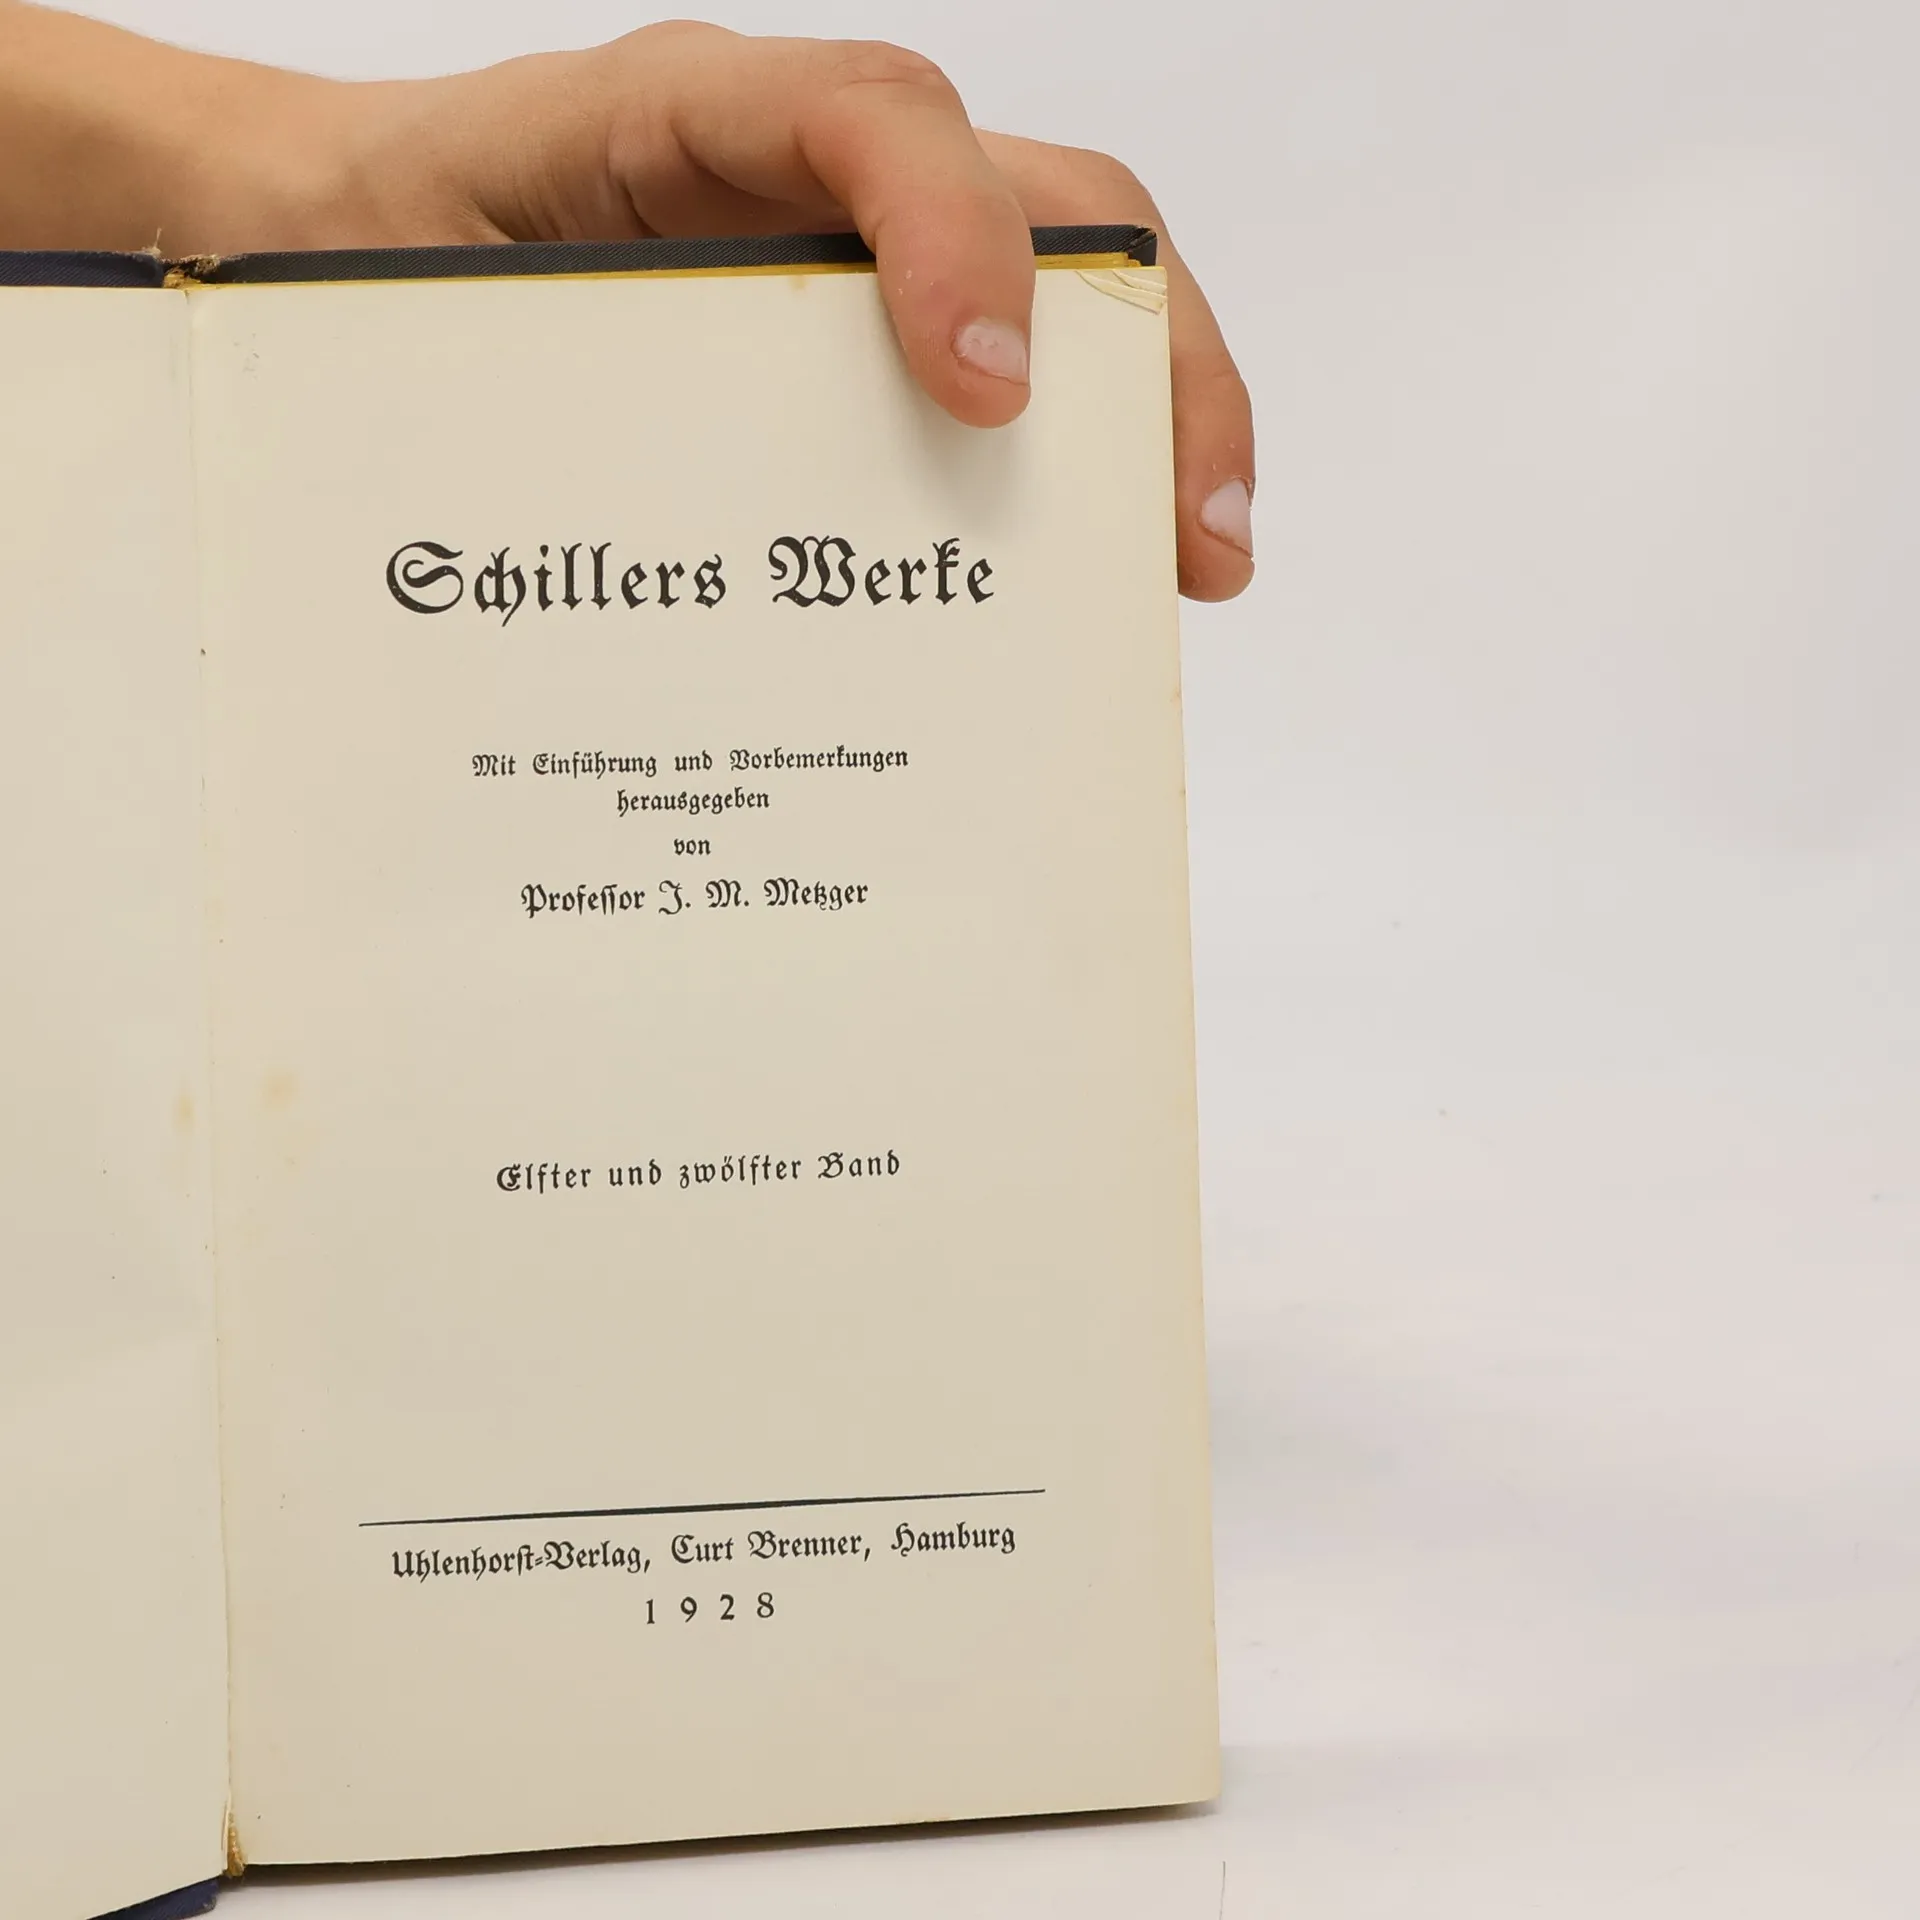 Schillers Werke
Mit Einführung und Vorbemerkungen
herausgegeben
von
Professor J. M. Metzger
Elfter und zwölfter Band
Uhlenhorst-Verlag, Curt Brenner, Hamburg
1928